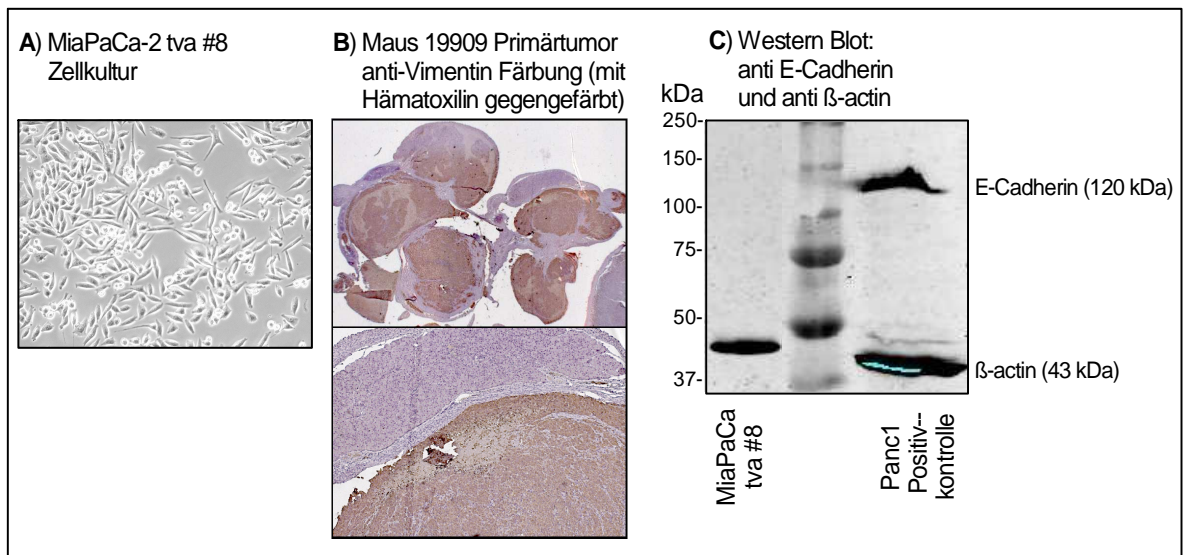 A) MiaPaCa-2 tva #8
Zellkultur
B) Maus 19909 Primärtumor
anti-Vimentin Färbung (mit
Hämatoxilin gegengefärbt)
C) Western Blot:
anti E-Cadherin
und anti ß-actin
kDa
250-
150-
100-
75-
50-
37-
E-Cadherin (120 kDa)
ß-actin (43 kDa)
MiaPaCa
tva #8
Panc1
Positiv--
kontrolle